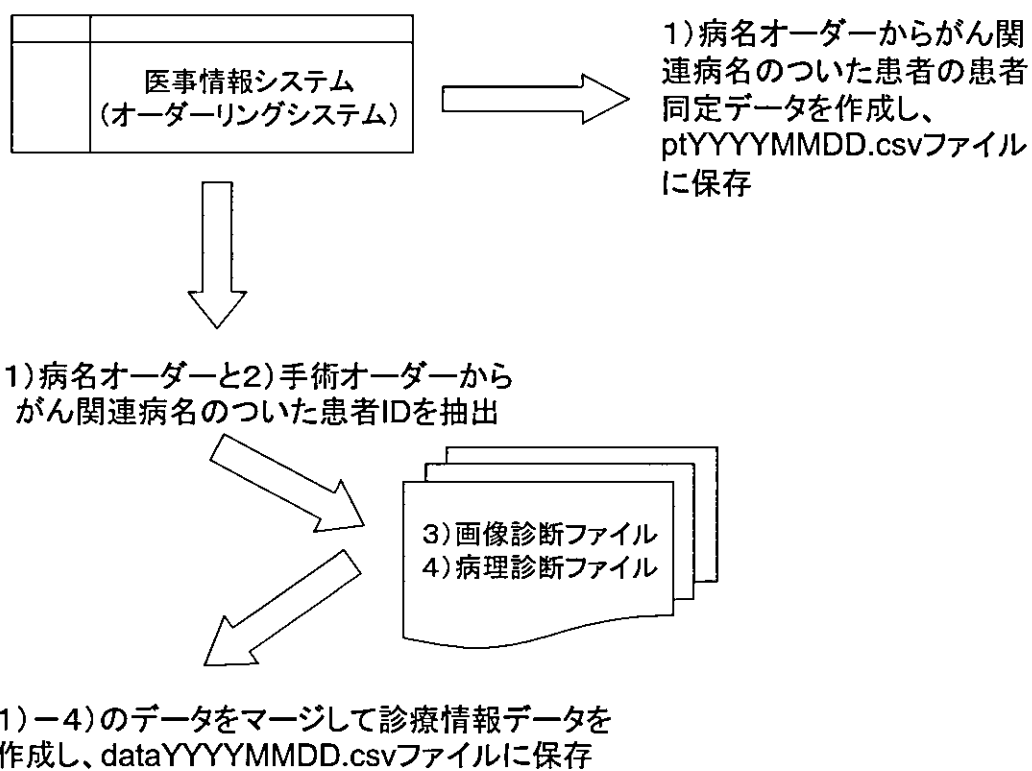 医事情報システム
(オーダーリングシステム)
1)病名オーダーからがん関
連病名のついた患者の患者
同定データを作成し、
ptYYYYMMDD.csvファイル
に保存
1)病名オーダーと2)手術オーダーから
がん関連病名のついた患者IDを抽出
3)画像診断ファイル
4)病理診断ファイル
1)－4)のデータをマージして診療情報データを
作成し、dataYYYYMMDD.csvファイルに保存